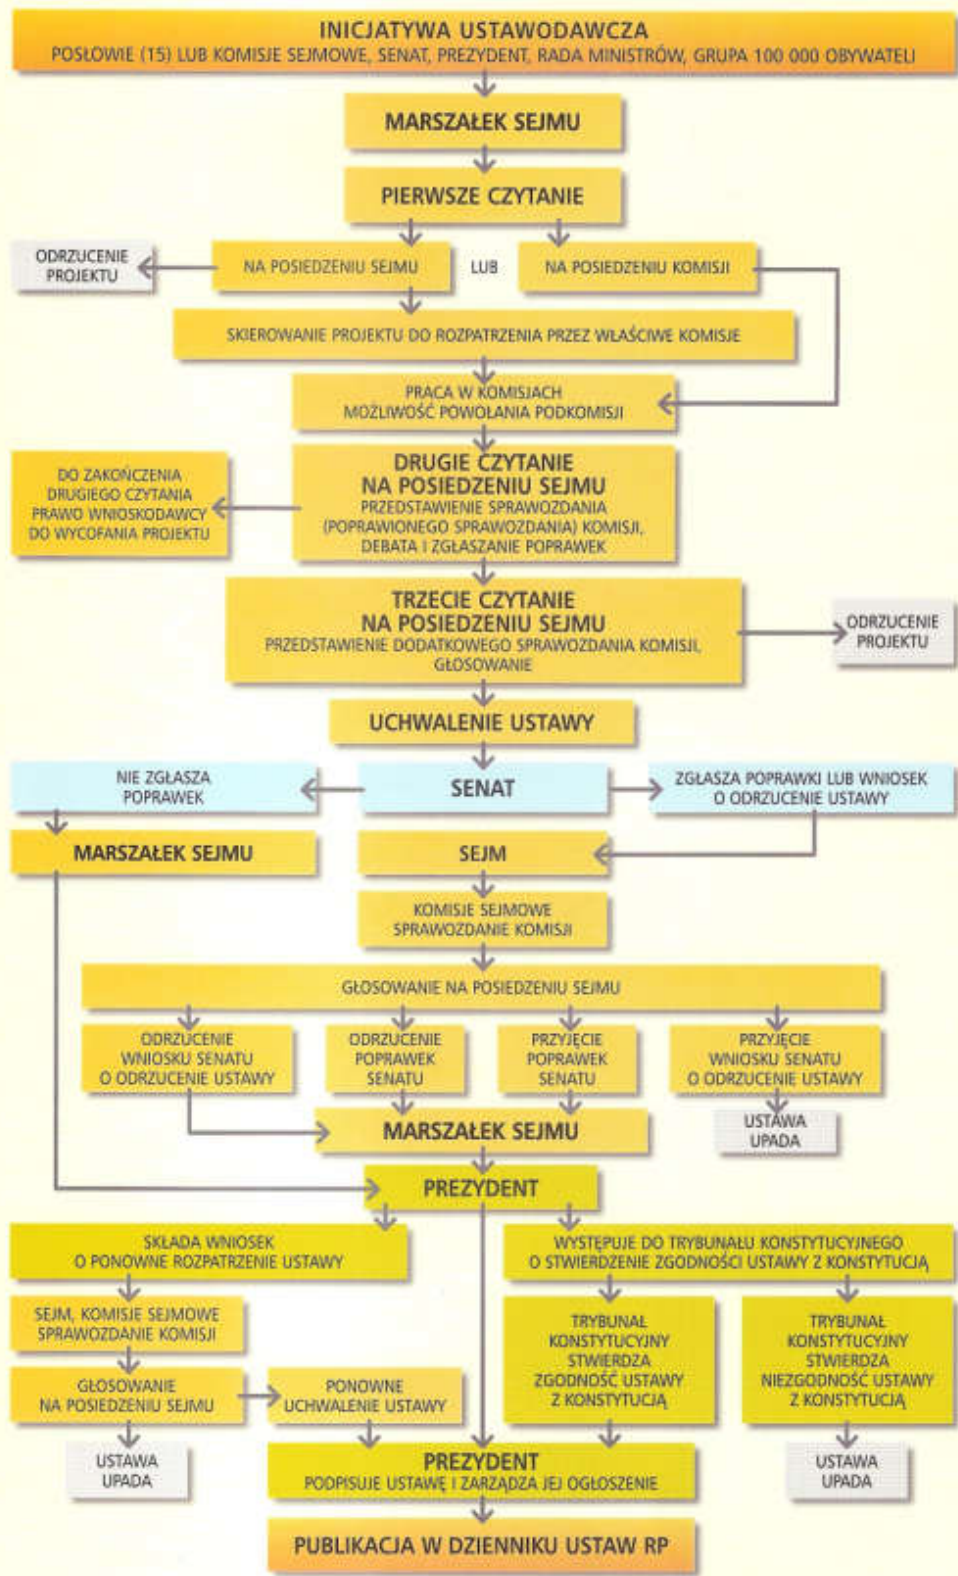 INICJATYWA USTAWODAWCZA
POSŁOWIE (15) LUB KOMISJE SEJMOWE, SENAT, PREZYDENT, RADA MINISTRÓW, GRUPA 100 000 OBYWATELI
MARSZAŁEK SEJMU
PIERWSZE CZYTANIE
ODRZUCENIE
PROJEKTU
NA POSIEDZENIU SEJMU
LUB
NA POSIEDZENIU KOMISJI
SKIEROWANIE PROJEKTU DO ROZPATRZENIA PRZEZ WŁAŚCIWE KOMISJE
PRACA W KOMISJACH
MOŻLIWOŚĆ POWOŁANIA PODKOMISJI
DO ZAKOŃCZENIA
DRUGIEGO CZYTANIA
PRAWO WNIOSKODAWCY
DO WYCOFANIA PROJEKTU
DRUGIE CZYTANIE
NA POSIEDZENIU SEJMU
PRZEDSTAWIENIE SPRAWOZDANIA
(POPRAWIONEGO SPRAWOZDANIA) KOMISJI,
DEBATA I ZGŁASZANIE POPRAWEK
TRZECIE CZYTANIE
NA POSIEDZENIU SEJMU
PRZEDSTAWIENIE DODATKOWEGO SPRAWOZDANIA KOMISJI,
GŁOSOWANIE
ODRZUCENIE
PROJEKTU
UCHWALENIE USTAWY
NIE ZGŁASZA
POPRAWEK
SENAT
ZGŁASZA POPRAWKI LUB WNIOSEK
O ODRZUCENIE USTAWY
MARSZAŁEK SEJMU
SEJM
KOMISJE SEJMOWE
SPRAWOZDANIE KOMISJI
GŁOSOWANIE NA POSIEDZENIU SEJMU
ODRZUCENIE
WNIOSKU SENATU
O ODRZUCENIE USTAWY
ODRZUCENIE
POPRAWEK
SENATU
PRZYJĘCIE
POPRAWEK
SENATU
PRZYJĘCIE
WNIOSKU SENATU
O ODRZUCENIE USTAWY
MARSZAŁEK SEJMU
USTAWA
UPADA
PREZYDENT
SKŁADA WNIOSEK
O PONOWNE ROZPATRZENIE USTAWY
WYSTĘPUJE DO TRYBUNAŁU KONSTYTUCYJNEGO
O STWIERDZENIE ZGODNOŚCI USTAWY Z KONSTYTUCJĄ
SEJM, KOMISJE SEJMOWE
SPRAWOZDANIE KOMISJI
TRYBUNAŁ
KONSTYTUCYJNY
STWIERDZA
ZGODNOŚĆ USTAWY
Z KONSTYTUCJĄ
TRYBUNAŁ
KONSTYTUCYJNY
STWIERDZA
NIEZGODNOŚĆ USTAWY
Z KONSTYTUCJĄ
GŁOSOWANIE
NA POSIEDZENIU SEJMU
PONOWNE
UCHWALENIE USTAWY
USTAWA
UPADA
PREZYDENT
PODPISUJE USTAWĘ I ZARZĄDZA JEJ OGŁOSZENIE
USTAWA
UPADA
PUBLIKACJA W DZIENNIKU USTAW RP